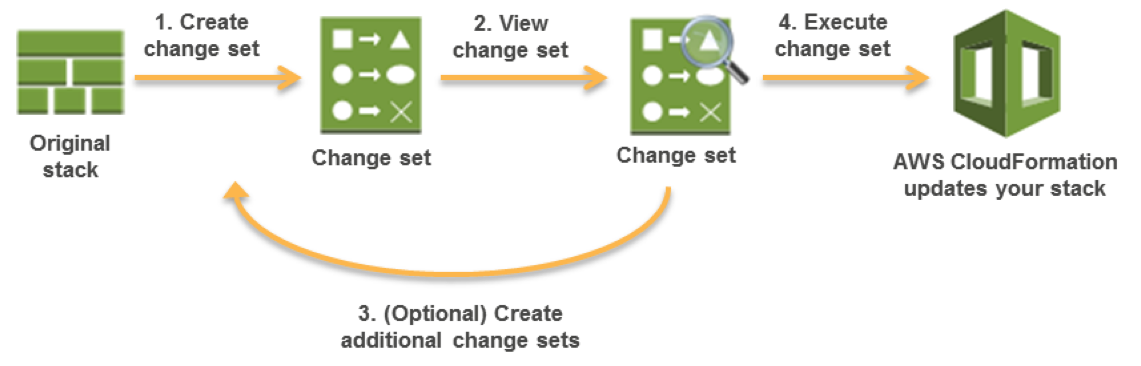 1. Create
change set
2. View
change set
4. Execute
change set
Original
stack
Change set
Change set
AWS CloudFormation
updates your stack
3. (Optional) Create
additional change sets